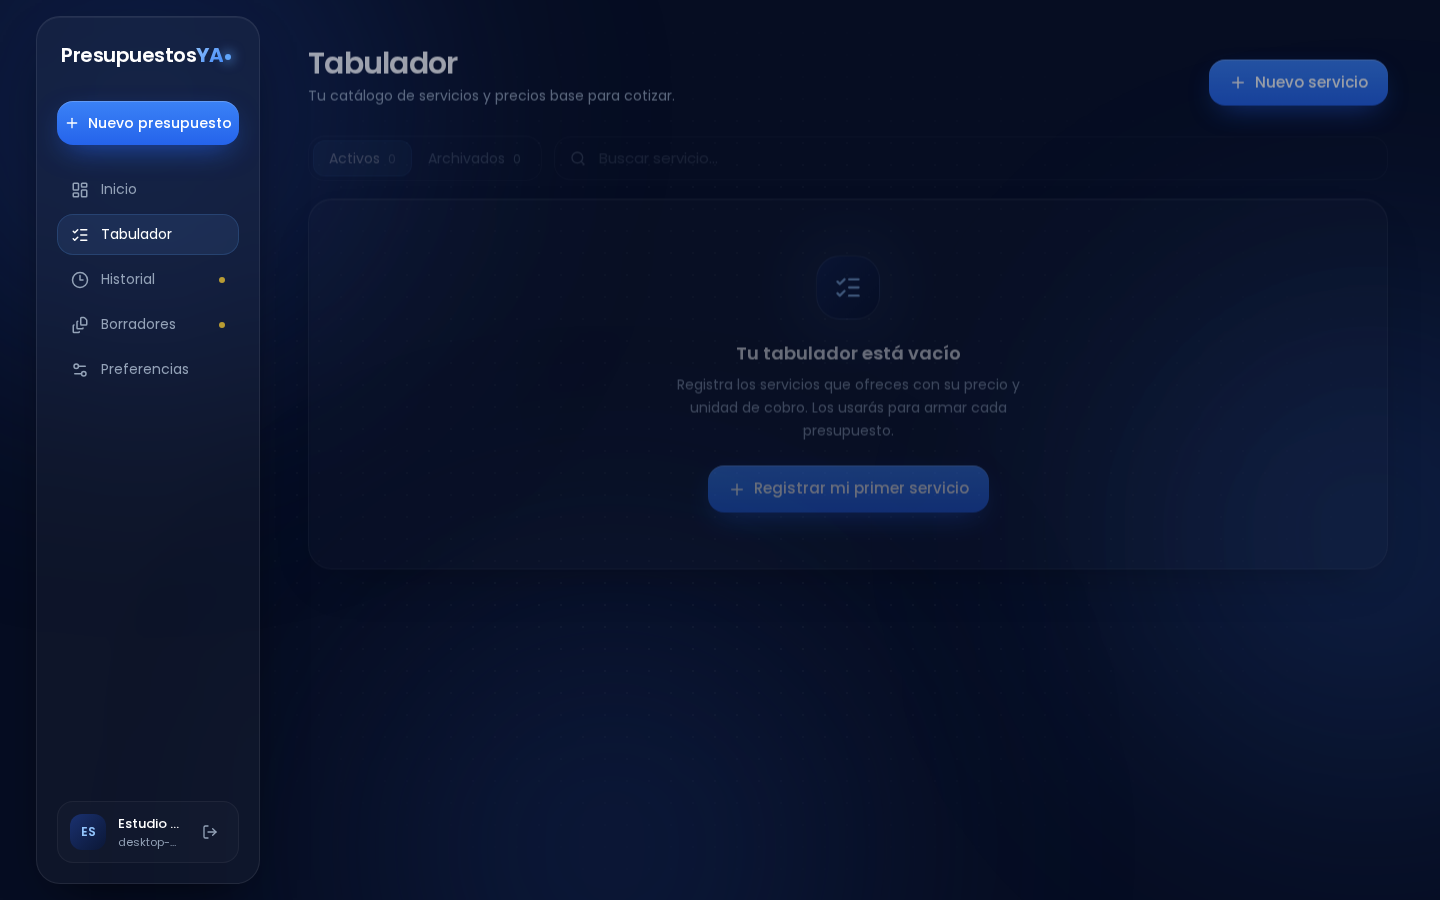 PresupuestosYA
Nuevo presupuesto
Inicio
Tabulador
Historial
Borradores
Preferencias
ES
Estudio ...
desktop-...
Tabulador
Tu catálogo de servicios y precios base para cotizar.
Nuevo servicio
Activos 0
Archivados 0
Buscar servicio...
Tu tabulador está vacío
Registra los servicios que ofreces con su precio y
unidad de cobro. Los usarás para armar cada
presupuesto.
Registrar mi primer servicio